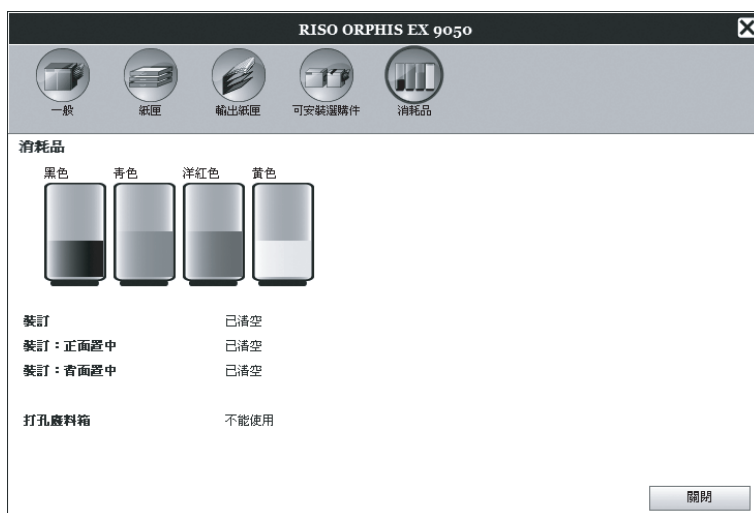 RISO ORPHIS EX 9050
一般 紙匣 輸出紙匣 可安裝選購件 消耗品
消耗品
黑色 青色 洋紅色 黃色
裝訂 已清空
裝訂：正面置中 已清空
裝訂：背面置中 已清空
打孔廢料箱 不能使用
關閉